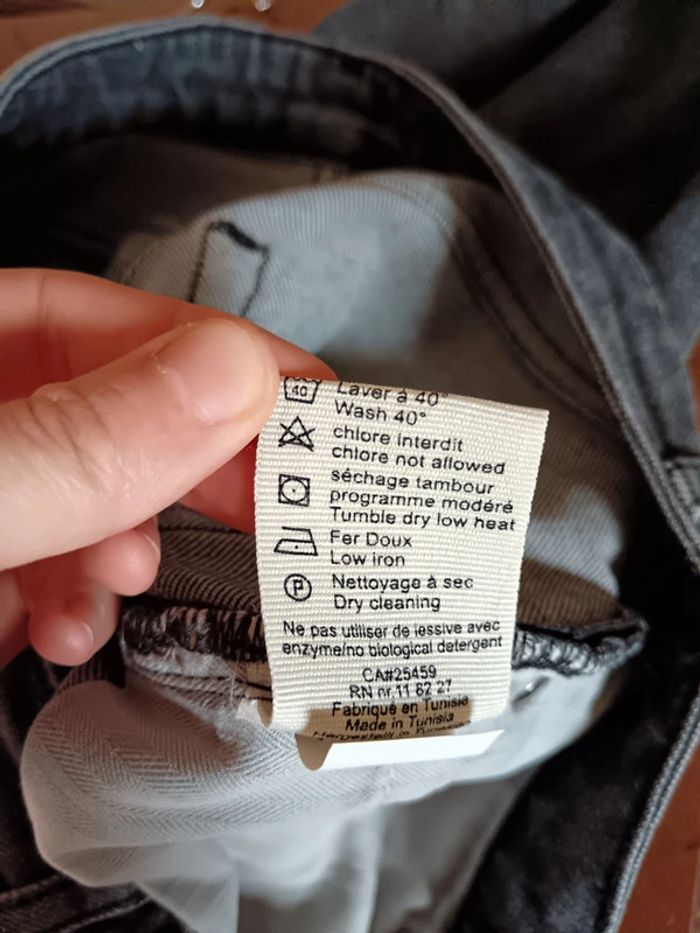 40
Laver à 40°
Wash 40°
chlore interdit
chlore not allowed
séchage tambour
programme modéré
Tumble dry low heat
Fer Doux
Low iron
P
Nettoyage à sec
Dry cleaning
Ne pas utiliser de lessive avec
enzyme/no biological detergent
CA#25459
RN nr.11 62 27
Fabriqué en Tunisie
Made in Tunisia